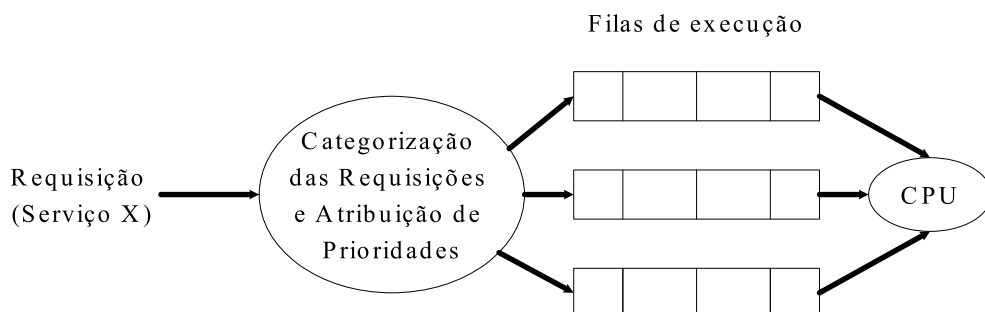 Filas de execução
Requisição
(Serviço X)
Categorização
das Requisições
e Atribuição de
Prioridades
CPU